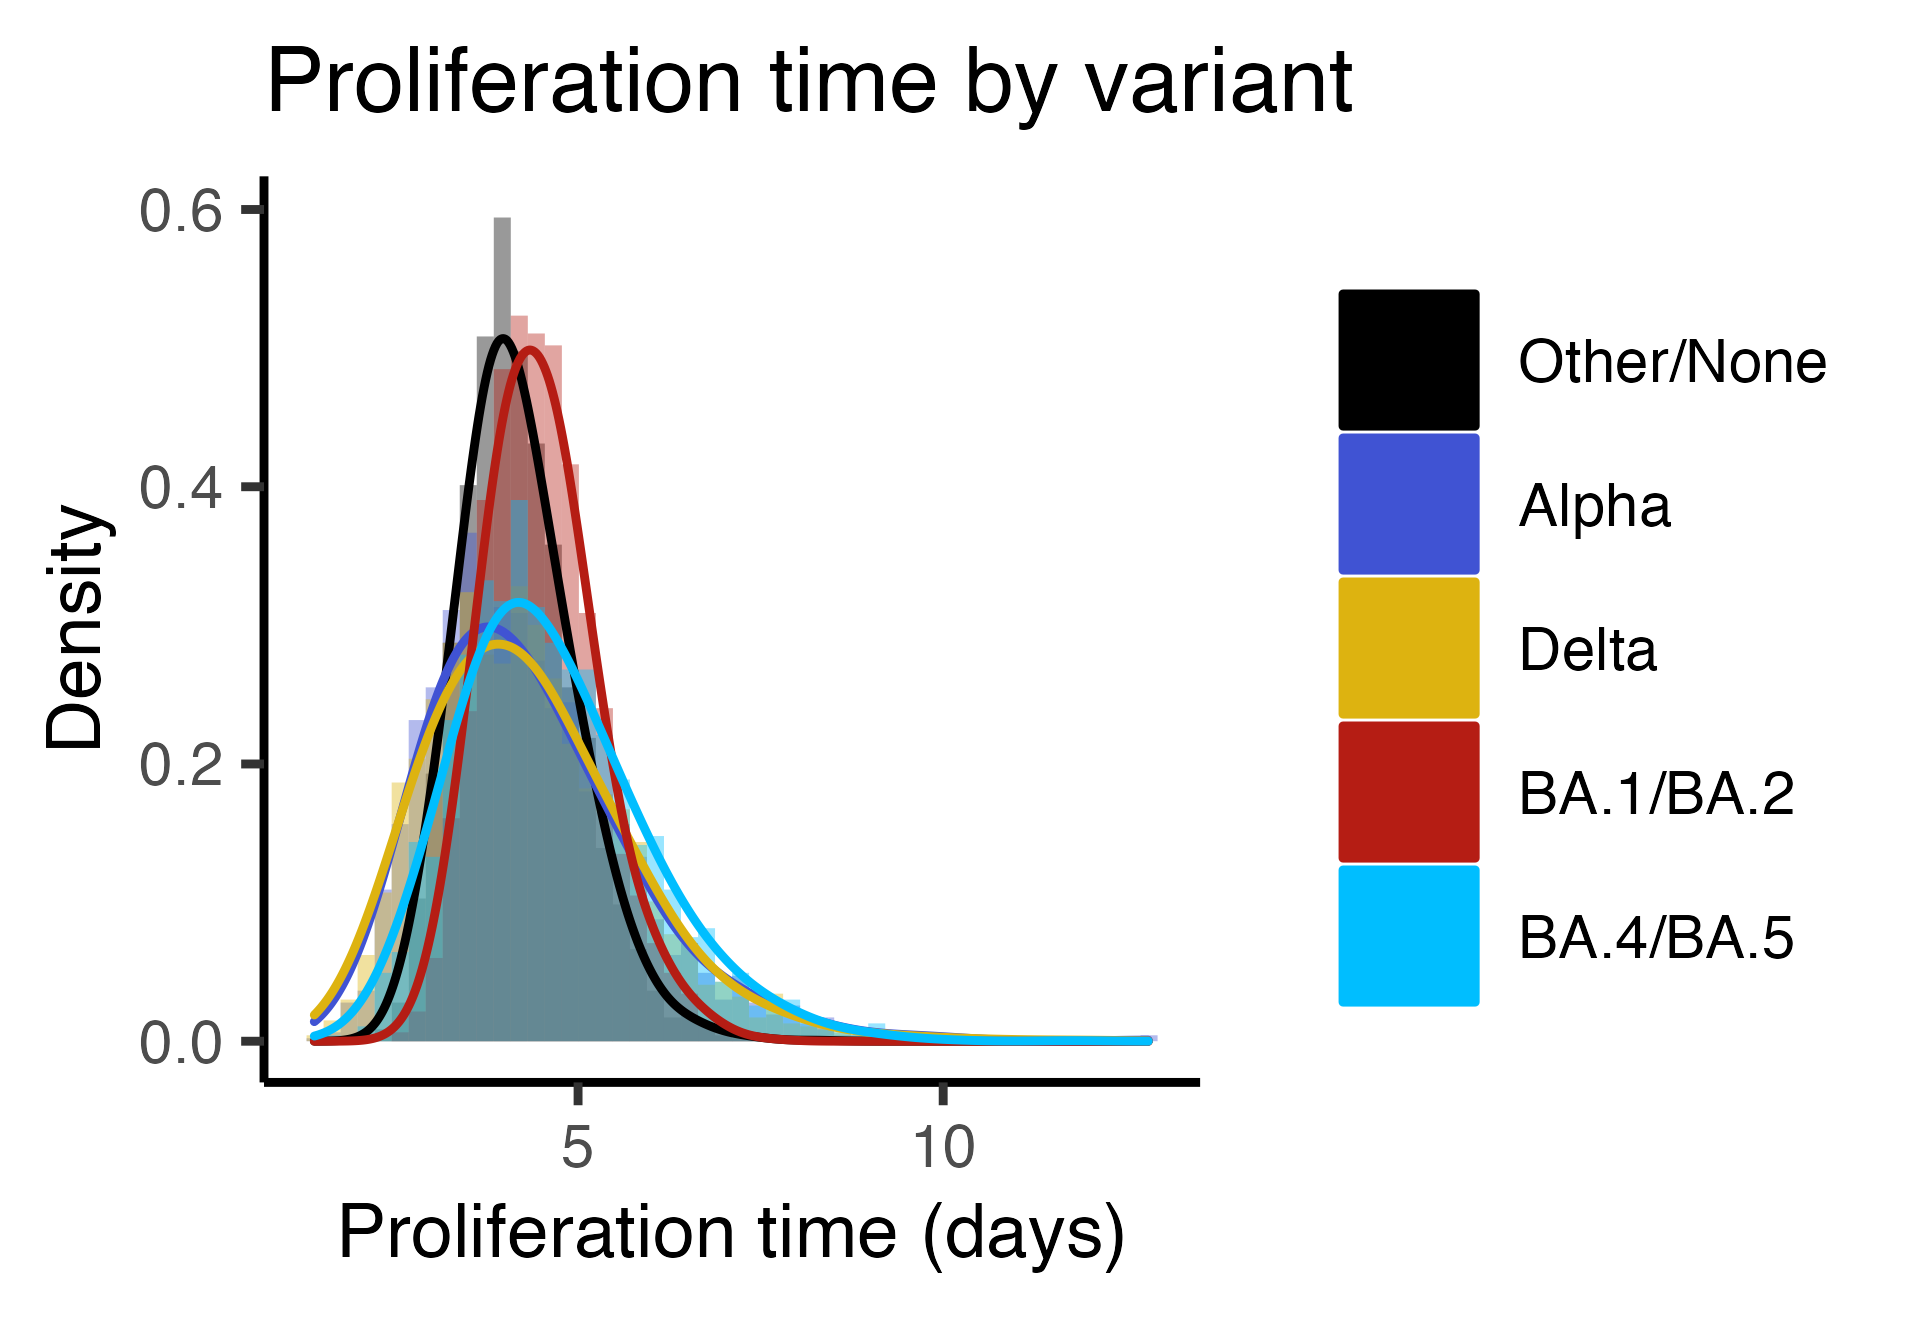 Proliferation time by variant
0.6
0.4
0.2
0.0
Density
5
10
Proliferation time (days)
Other/None
Alpha
Delta
BA.1/BA.2
BA.4/BA.5